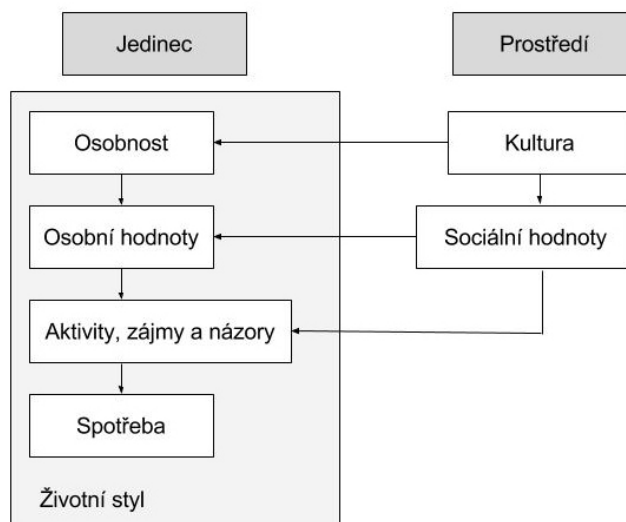 Jedinec
Prostředí
Osobnost
Kultura
Osobní hodnoty
Sociální hodnoty
Aktivity, zájmy a názory
Spotřeba
Životní styl